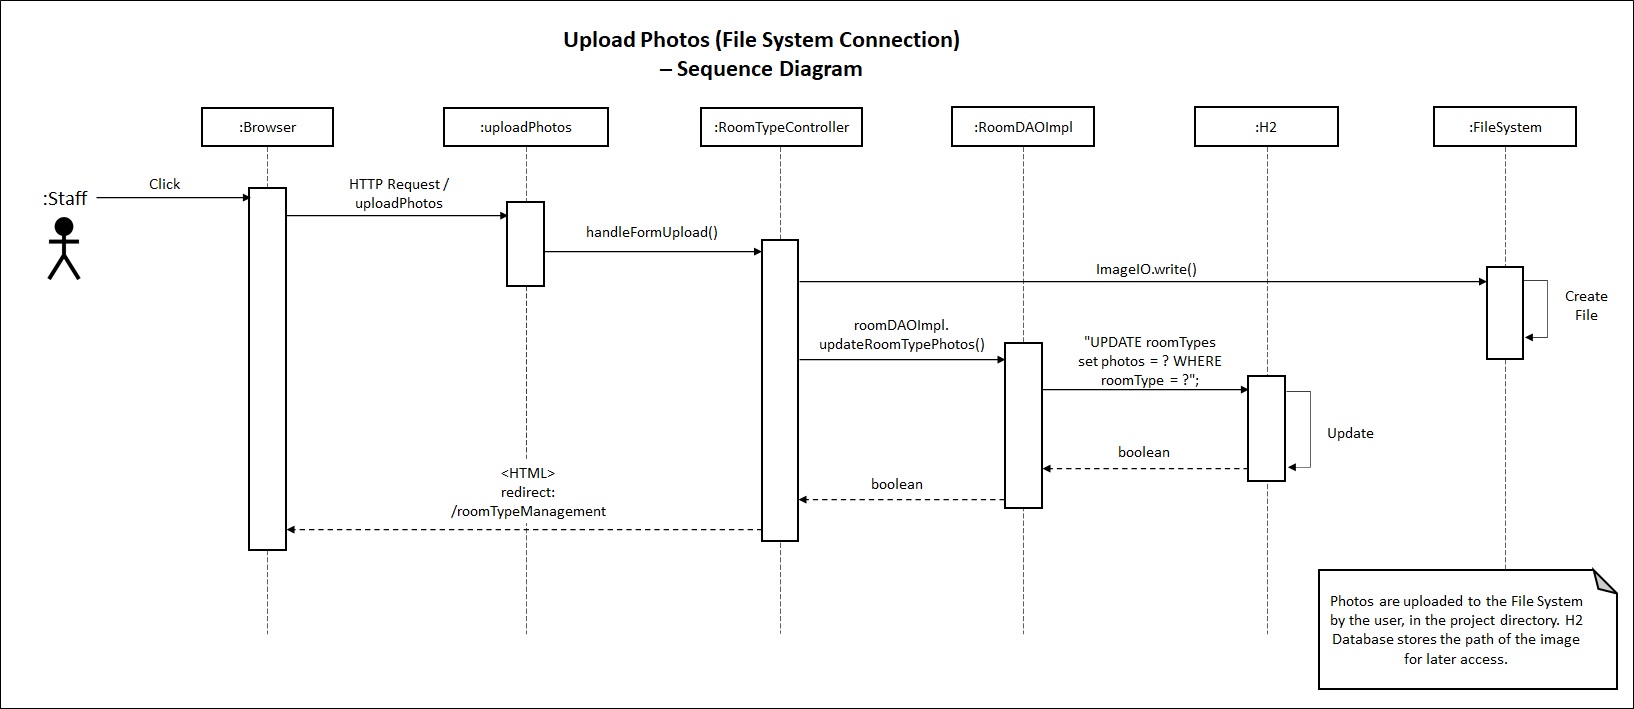 Upload Photos (File System Connection)
– Sequence Diagram
:Browser
:uploadPhotos
:RoomTypeController
:RoomDAOImpl
:H2
:FileSystem
:Staff
Click
HTTP Request /
uploadPhotos
handleFormUpload()
ImageIO.write()
Create
File
roomDAOImpl.
updateRoomTypePhotos()
"UPDATE roomTypes
set photos = ? WHERE
roomType = ?";
Update
boolean
boolean
<HTML>
redirect:
/roomTypeManagement
Photos are uploaded to the File System
by the user, in the project directory. H2
Database stores the path of the image
for later access.